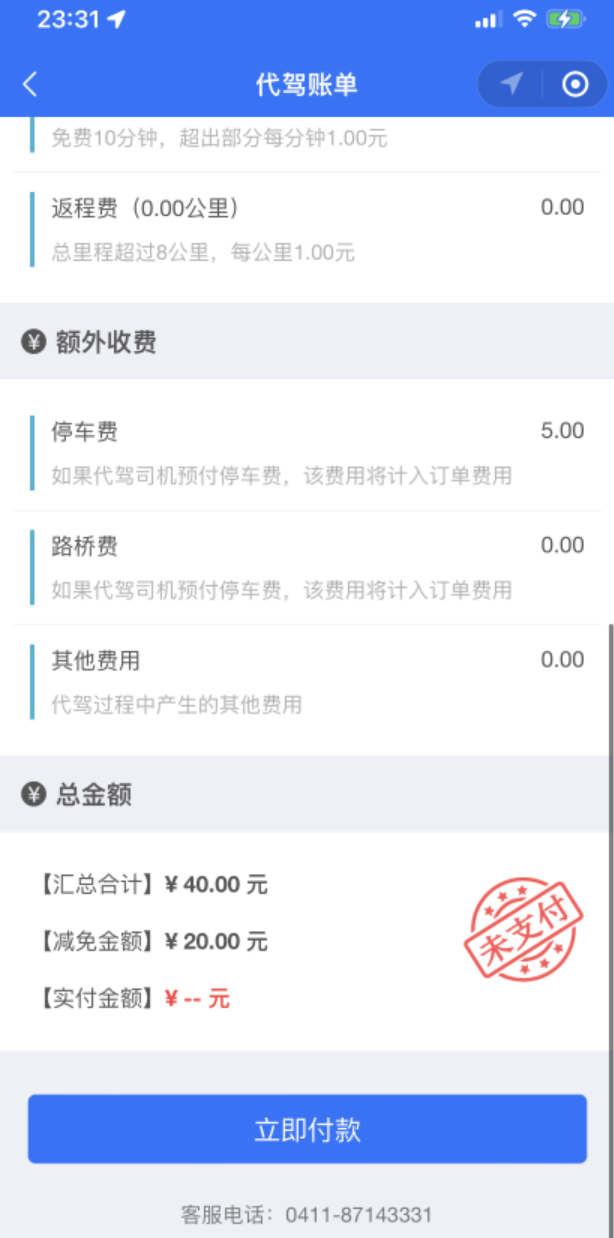 23:31
代驾账单
免费10分钟，超出部分每分钟1.00元
返程费（0.00公里） 0.00
总里程超过8公里，每公里1.00元
¥ 额外收费
停车费 5.00
如果代驾司机预付停车费，该费用将计入订单费用
路桥费 0.00
如果代驾司机预付停车费，该费用将计入订单费用
其他费用 0.00
代驾过程中产生的其他费用
¥ 总金额
【汇总合计】¥ 40.00 元
【减免金额】¥ 20.00 元
未支付
【实付金额】¥ -- 元
立即付款
客服电话：0411-87143331